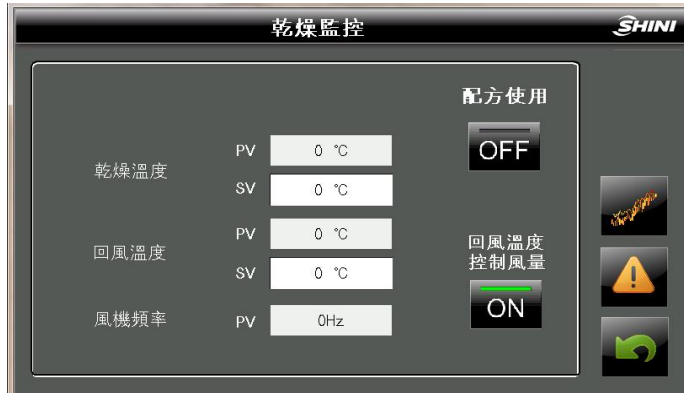 乾燥監控
SHINI
配方使用
OFF
乾燥溫度
PV 0 ℃
SV 0 ℃
回風溫度
PV 0 ℃
SV 0 ℃
回風溫度
控制風量
ON
風機頻率
PV 0Hz